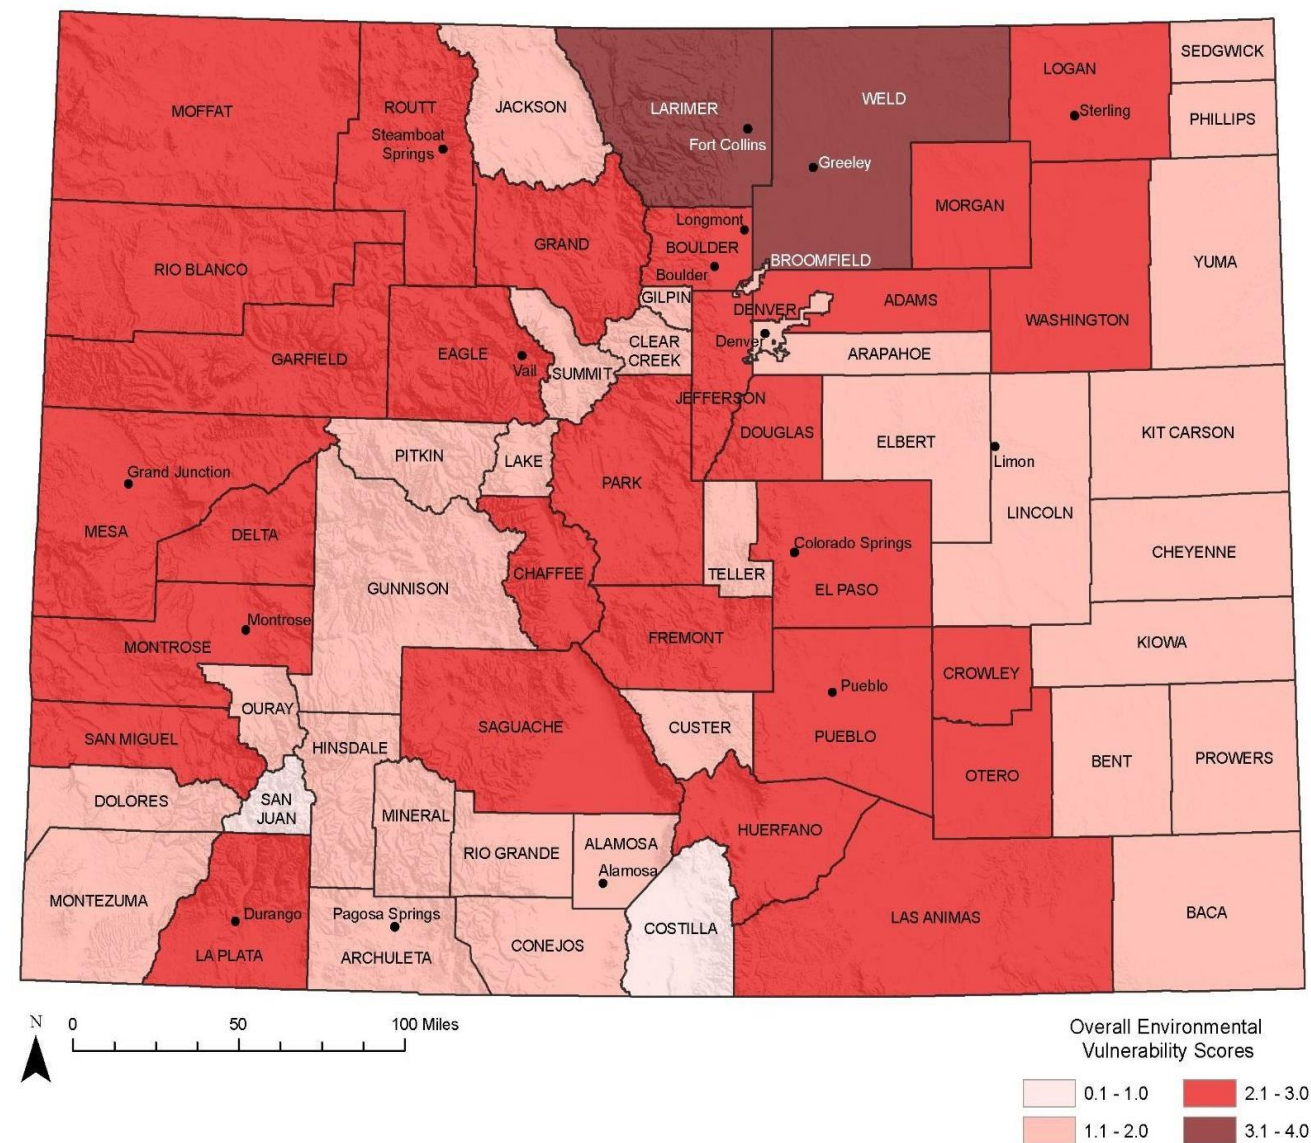 SEDGWICK
LOGAN
MOFFAT
ROUTT
JACKSON
LARIMER
WELD
Sterling
PHILLIPS
Steamboat
Springs
Fort Collins
Greeley
MORGAN
Longmont
GRAND
BOULDER
BROOMFIELD
YUMA
RIO BLANCO
Boulder
GILPIN
DENVER
ADAMS
WASHINGTON
GARFIELD
EAGLE
Vail
SUMMIT
CLEAR
CREEK
Denver
ARAPAHOE
JEFFERSON
DOUGLAS
ELBERT
KIT CARSON
PITKIN
LAKE
Limon
Grand Junction
PARK
LINCOLN
MESA
DELTA
Colorado Springs
CHEYENNE
GUNNISON
CHAFFEE
TELLER
EL PASO
Montrose
MONTROSE
FREMONT
KIOWA
CROWLEY
Pueblo
OURAY
SAGUACHE
CUSTER
PUEBLO
SAN MIGUEL
HINSDALE
OTERO
BENT
PROWERS
DOLORES
SAN
JUAN
MINERAL
HUERFANO
RIO GRANDE
ALAMOSA
Alamosa
MONTEZUMA
Durango
Pagosa Springs
COSTILLA
LAS ANIMAS
BACA
LA PLATA
ARCHULETA
CONEJOS
N
0 50 100 Miles
Overall Environmental
Vulnerability Scores
0.1 - 1.0 2.1 - 3.0
1.1 - 2.0 3.1 - 4.0